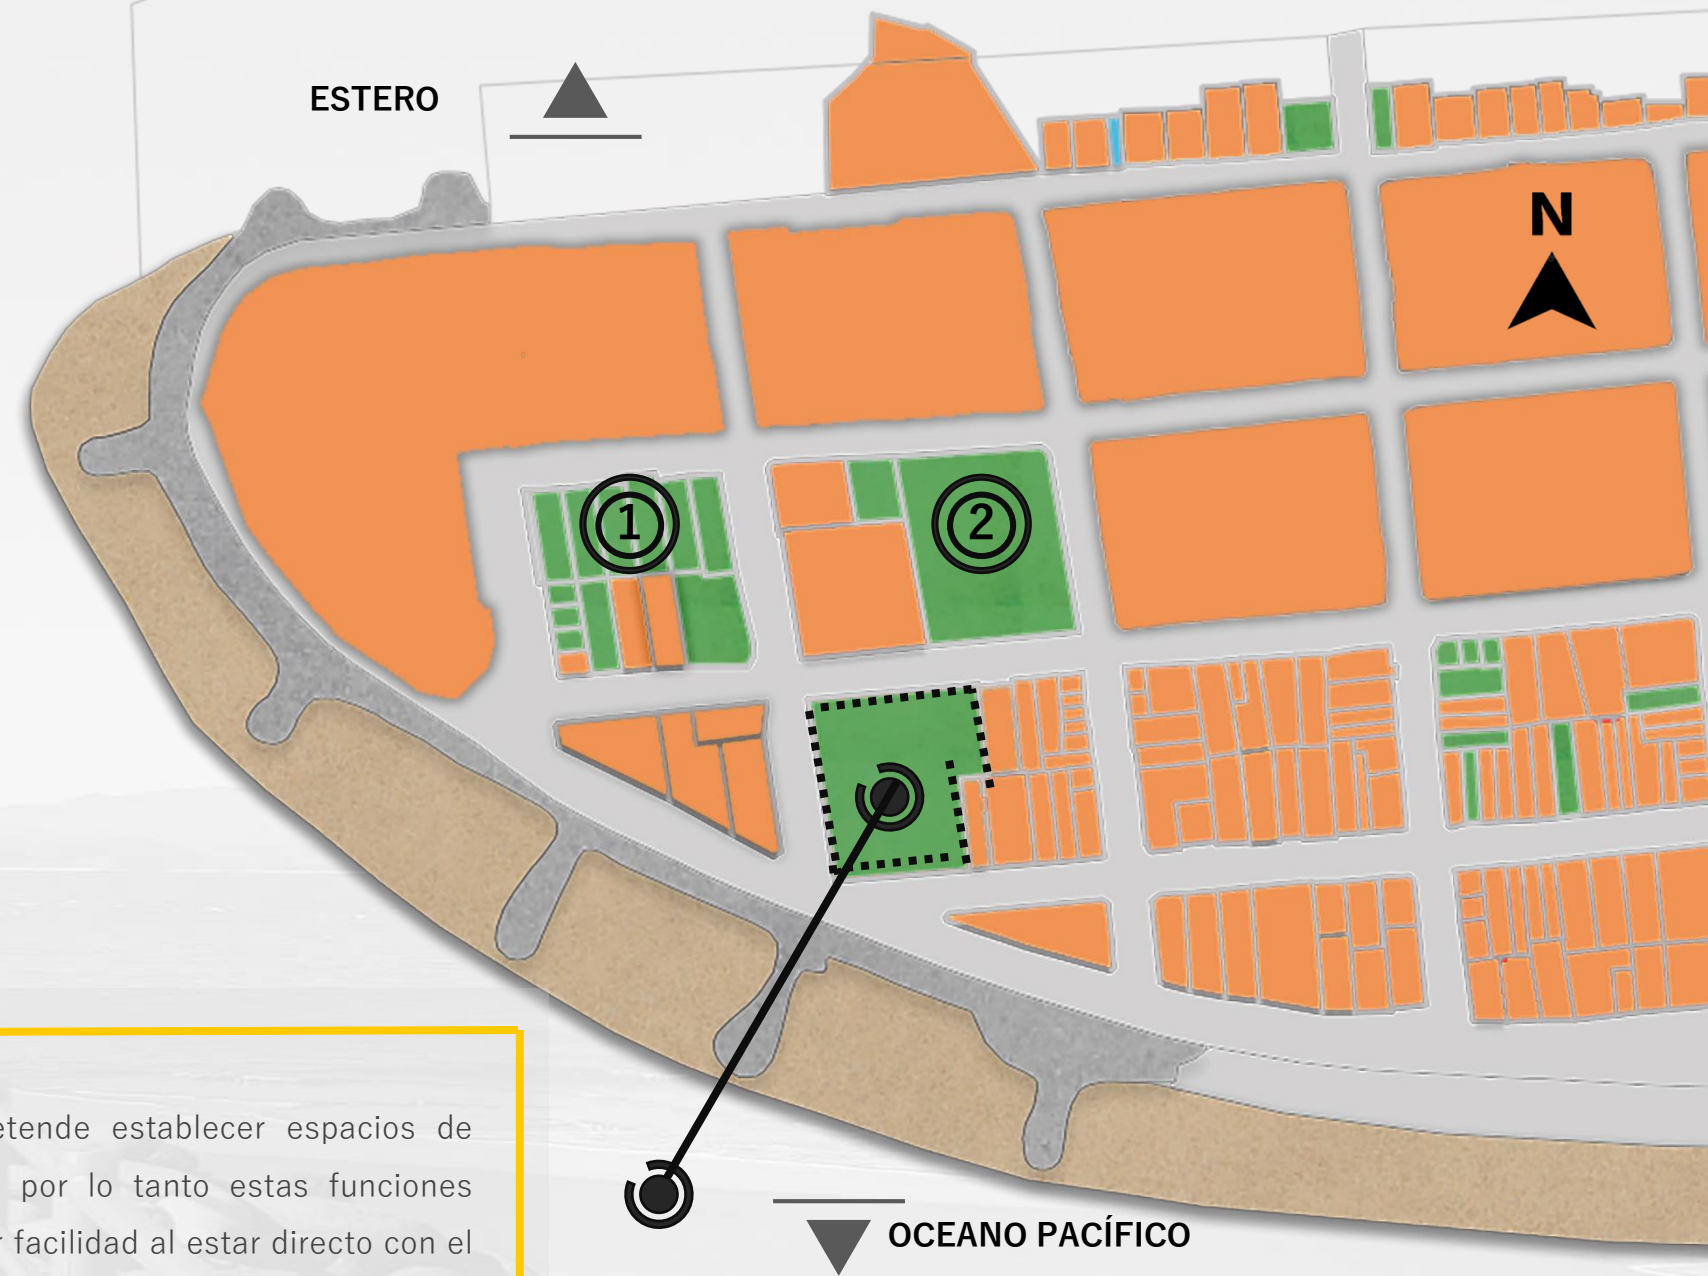 ESTERO
N
1
2
etende establecer espacios de
por lo tanto estas funciones
facilidad al estar directo con el
OCEANO PACÍFICO